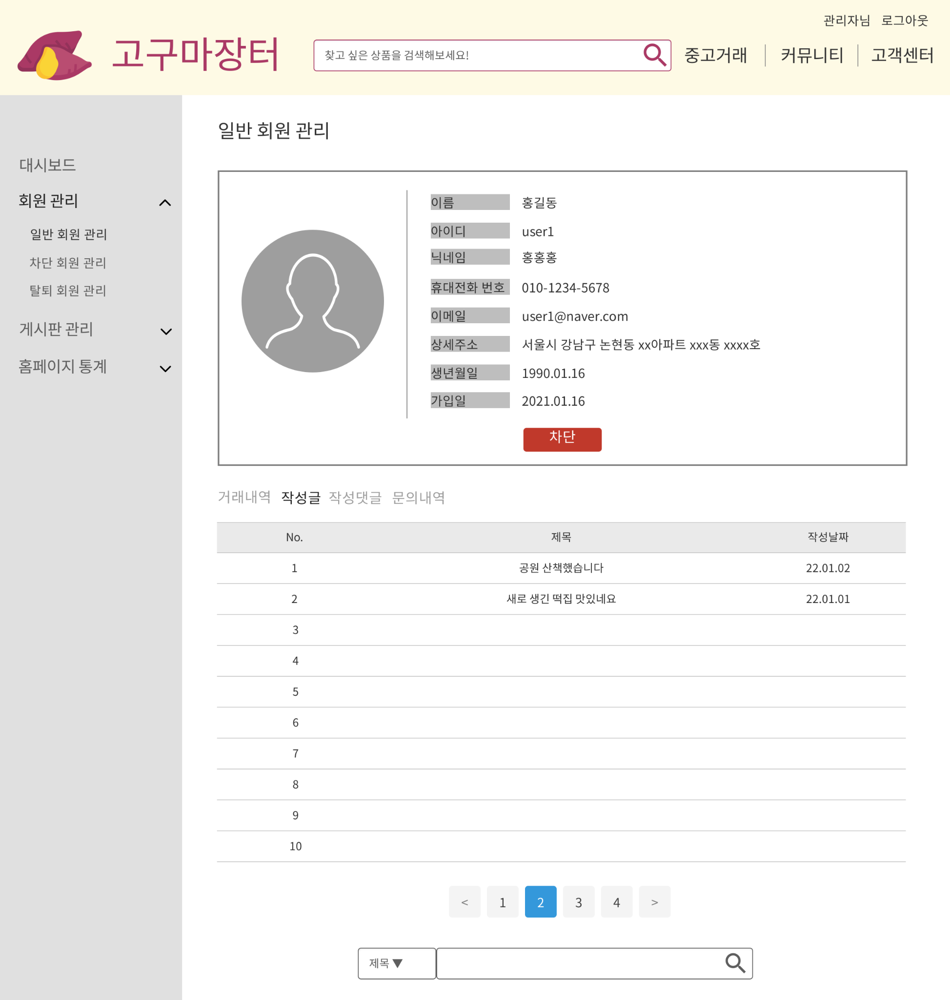 관리자님 로그아웃
고구마장터
찾고 싶은 상품을 검색해보세요!
중고거래 커뮤니티 고객센터
대시보드
회원 관리
일반 회원 관리
차단 회원 관리
탈퇴 회원 관리
게시판 관리
홈페이지 통계
일반 회원 관리
이름 홍길동
아이디 user1
닉네임 홍홍홍
휴대전화 번호 010-1234-5678
이메일 user1@naver.com
상세주소 서울시 강남구 논현동 xx아파트 xxx동 xxxx호
생년월일 1990.01.16
가입일 2021.01.16
차단
거래내역 작성글 작성댓글 문의내역
No. 제목 작성날짜
1 공원 산책했습니다 22.01.02
2 새로 생긴 떡집 맛있네요 22.01.01
3
4
5
6
7
8
9
10
< 1 2 3 4 >
제목 ▼